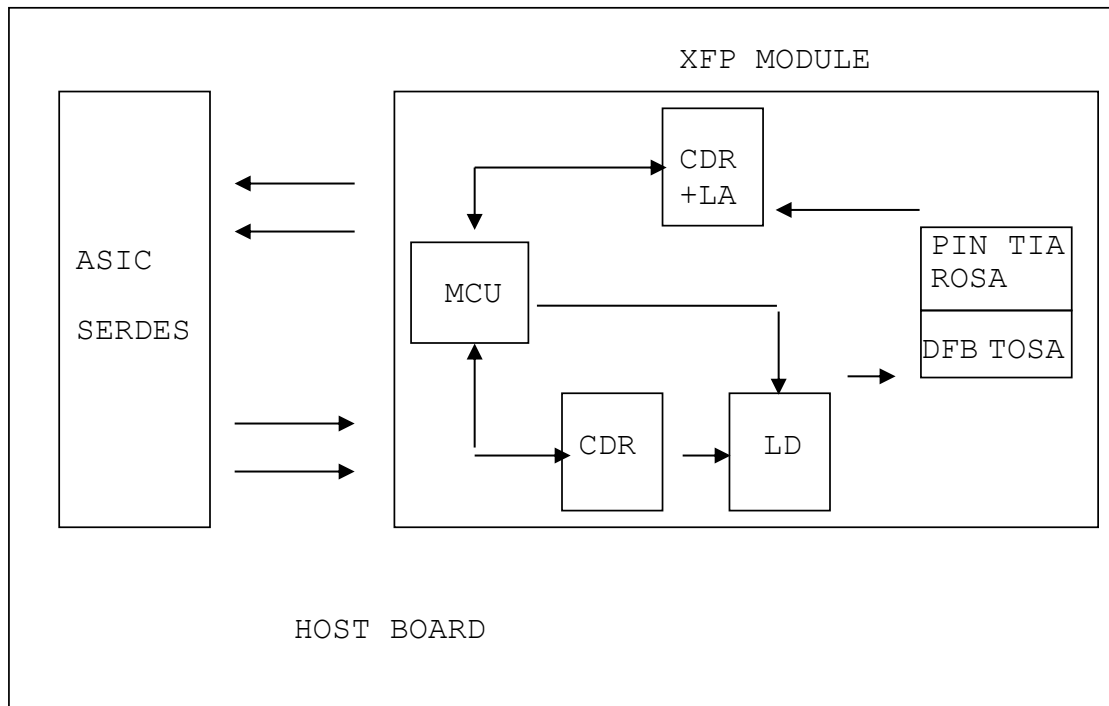 XFP MODULE
CDR
+LA
ASIC
SERDES
MCU
PIN TIA
ROSA
DFB TOSA
CDR
LD
HOST BOARD